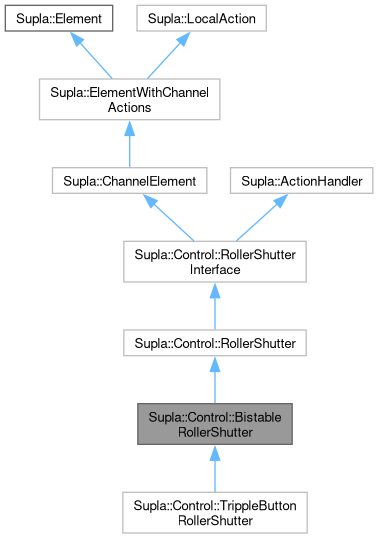 Supla::Element
Supla::LocalAction
Supla::ElementWithChannel
Actions
Supla::ChannelElement
Supla::ActionHandler
Supla::Control::RollerShutter
Interface
Supla::Control::RollerShutter
Supla::Control::Bistable
RollerShutter
Supla::Control::TrippleButton
RollerShutter